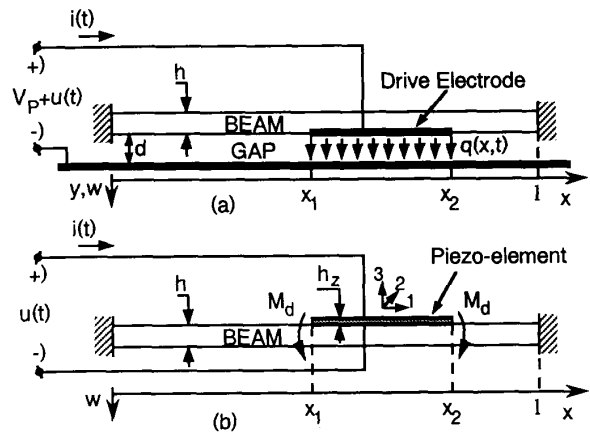 i(t)
+)
h
Drive Electrode
V_P+u(t)
BEAM
-)
d
GAP
q(x,t)
y,w
(a)
x_1
x_2
l
x
i(t)
+)
Piezo-element
h
h_z
3
2
1
M_d
M_d
u(t)
BEAM
-)
w
(b)
x_1
x_2
l
x